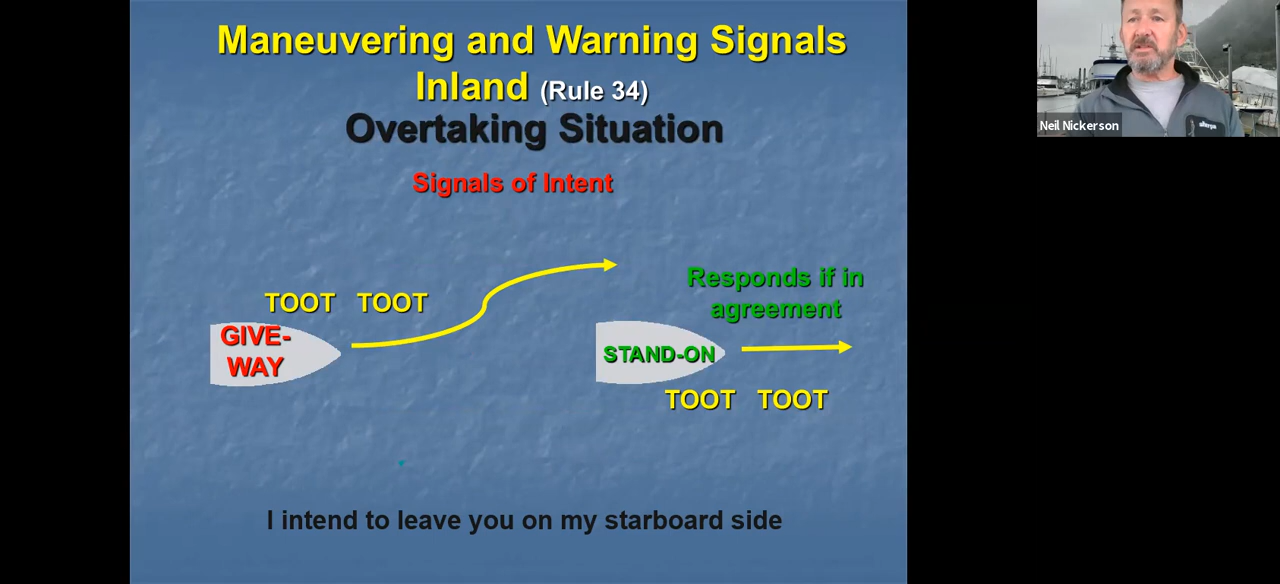 Maneuvering and Warning Signals
Inland (Rule 34)
Overtaking Situation
Signals of Intent
Responds if in
agreement
TOOT TOOT
GIVE-
WAY
STAND-ON
TOOT TOOT
I intend to leave you on my starboard side
Neil Nickerson